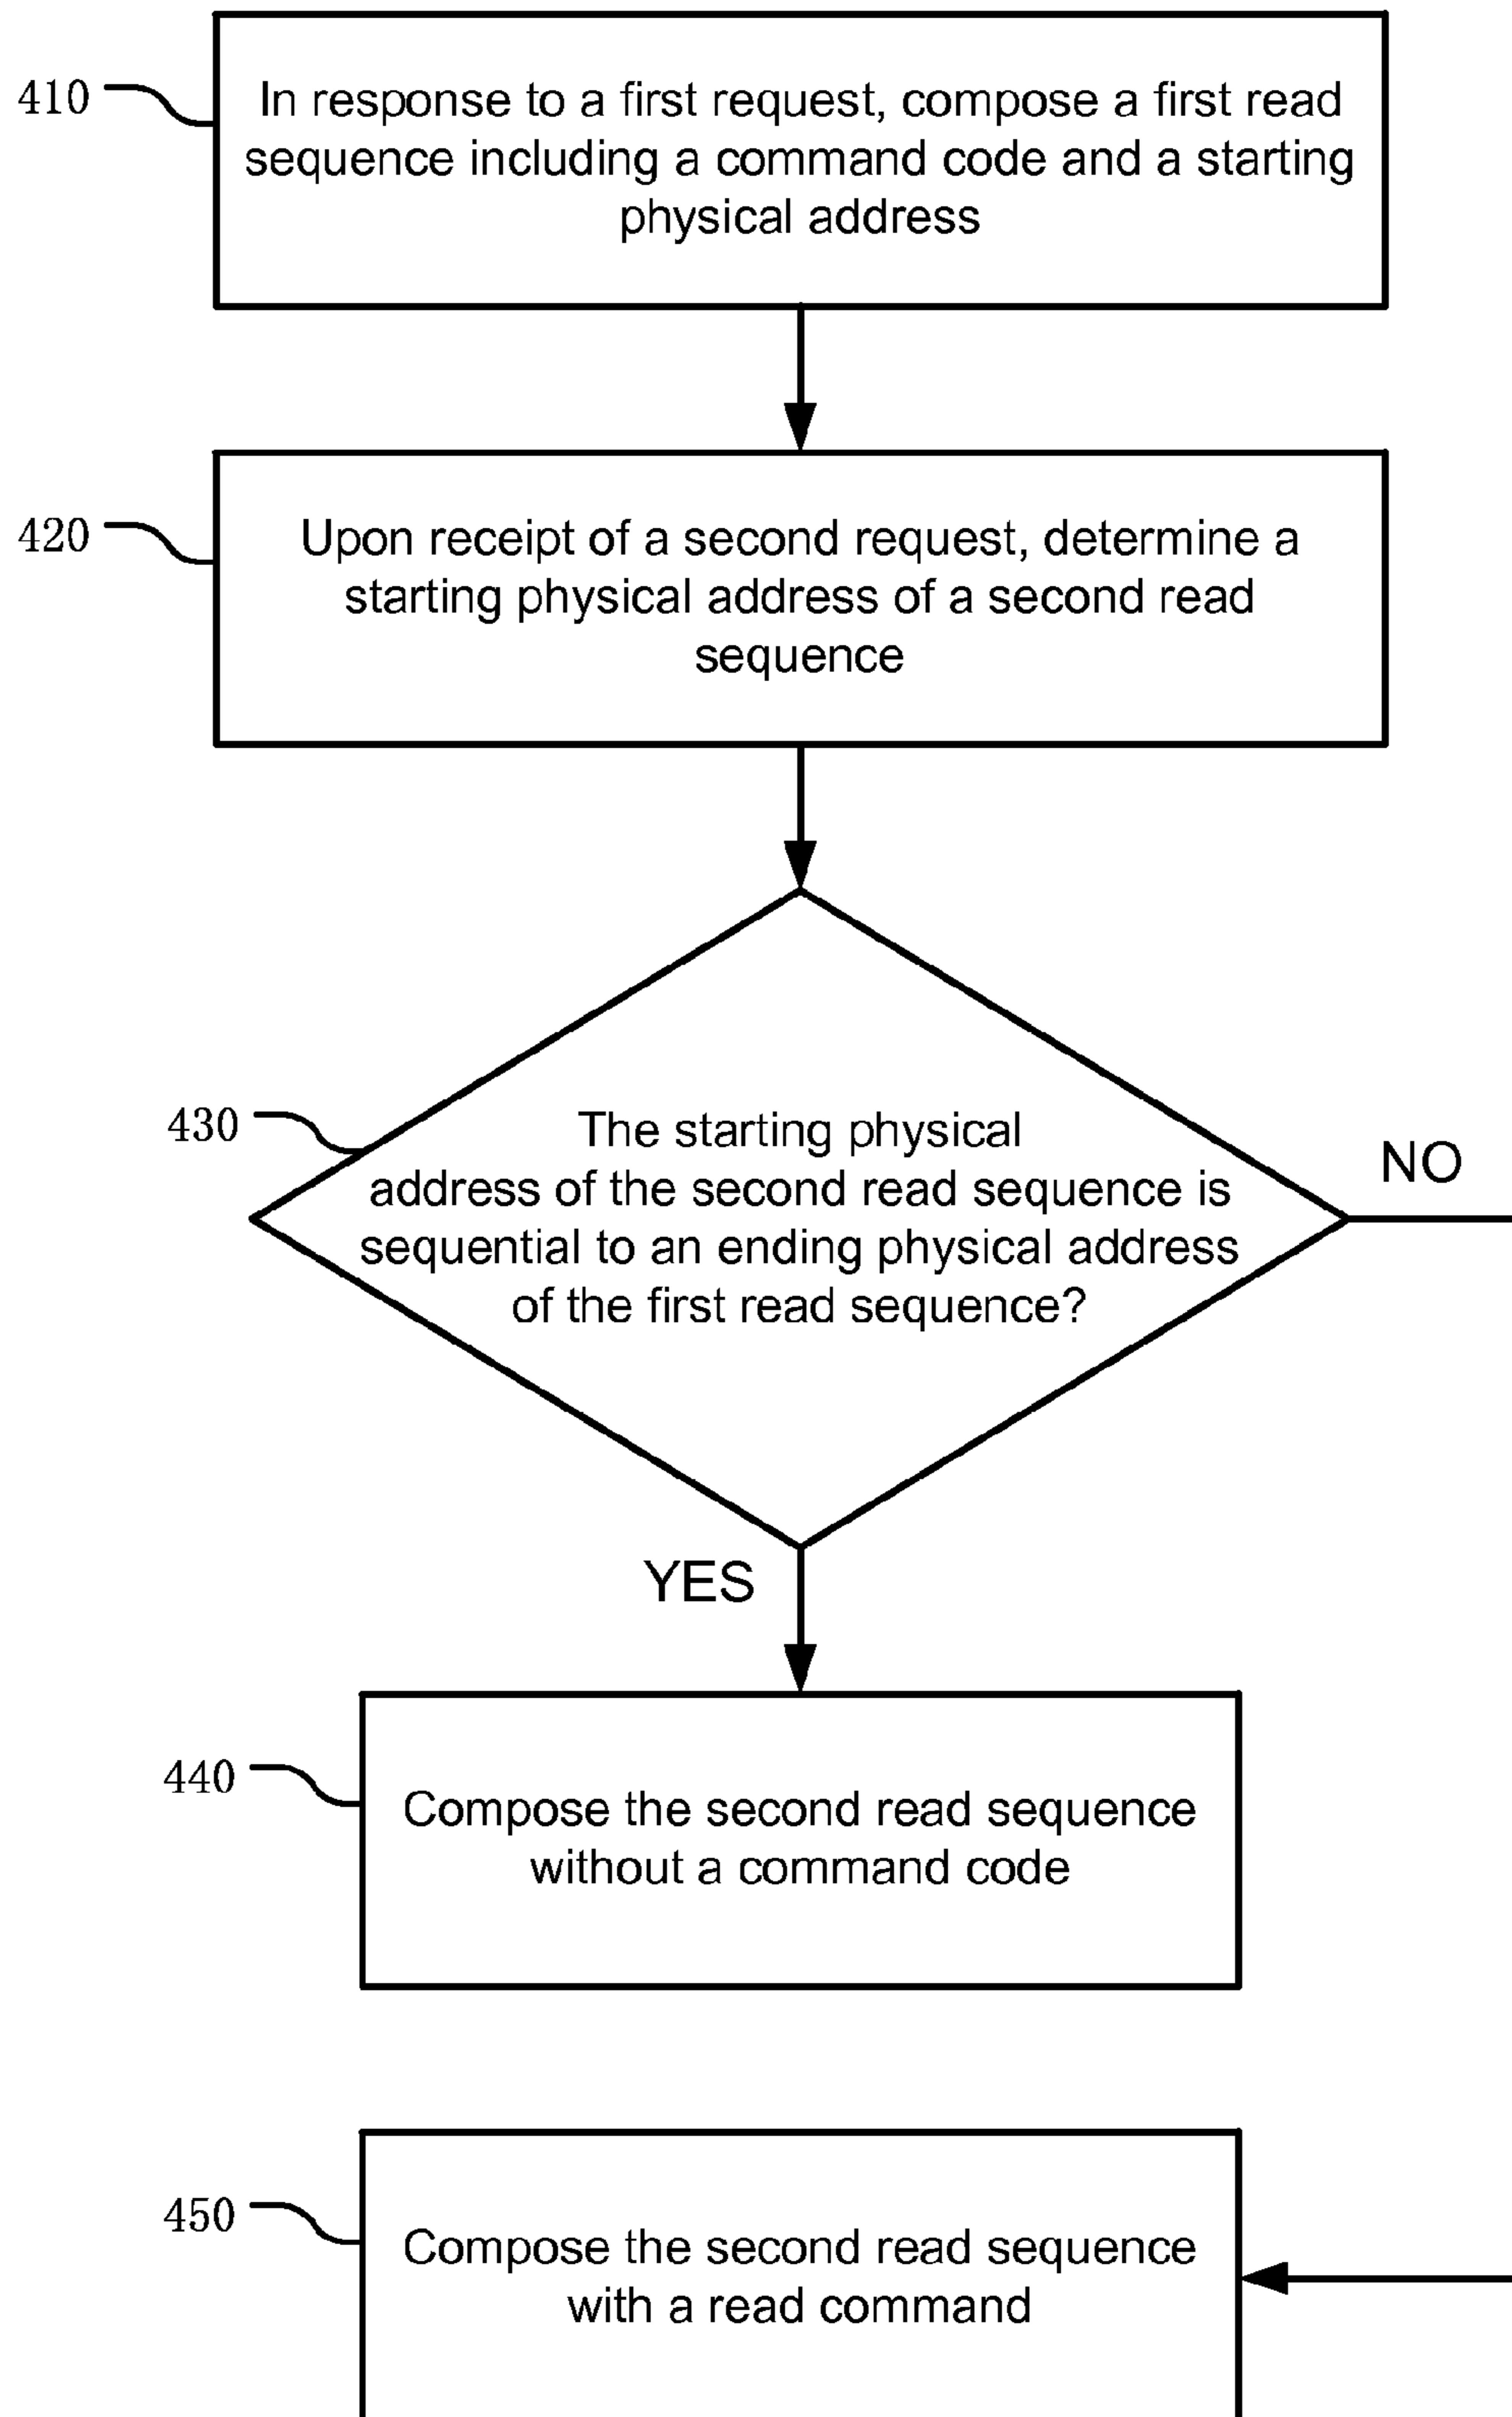 410
In response to a first request, compose a first read
sequence including a command code and a starting
physical address
420
Upon receipt of a second request, determine a
starting physical address of a second read
sequence
430
The starting physical
address of the second read sequence is
sequential to an ending physical address
of the first read sequence?
NO
YES
440
Compose the second read sequence
without a command code
450
Compose the second read sequence
with a read command